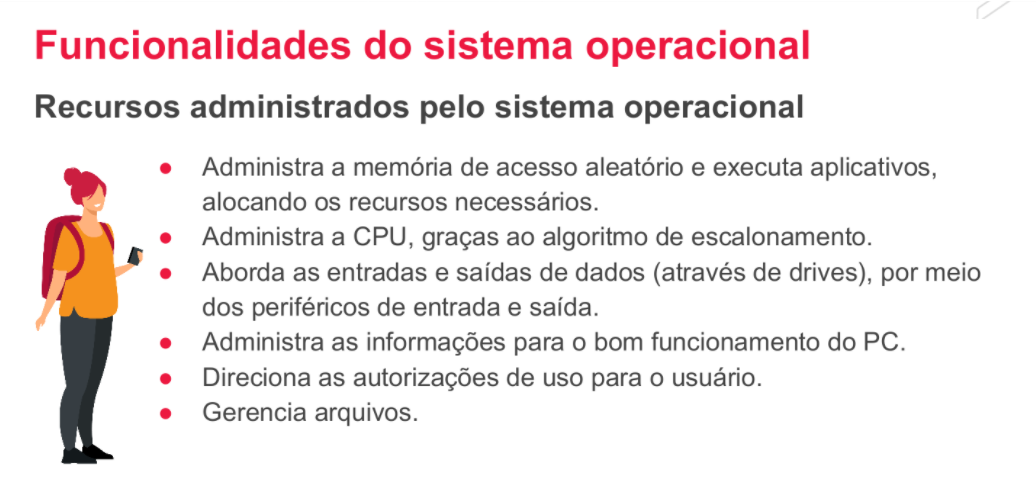 Funcionalidades do sistema operacional
Recursos administrados pelo sistema operacional
● Administra a memória de acesso aleatório e executa aplicativos,
alocando os recursos necessários.
● Administra a CPU, graças ao algoritmo de escalonamento.
● Aborda as entradas e saídas de dados (através de drives), por meio
dos periféricos de entrada e saída.
● Administra as informações para o bom funcionamento do PC.
● Direciona as autorizações de uso para o usuário.
● Gerencia arquivos.